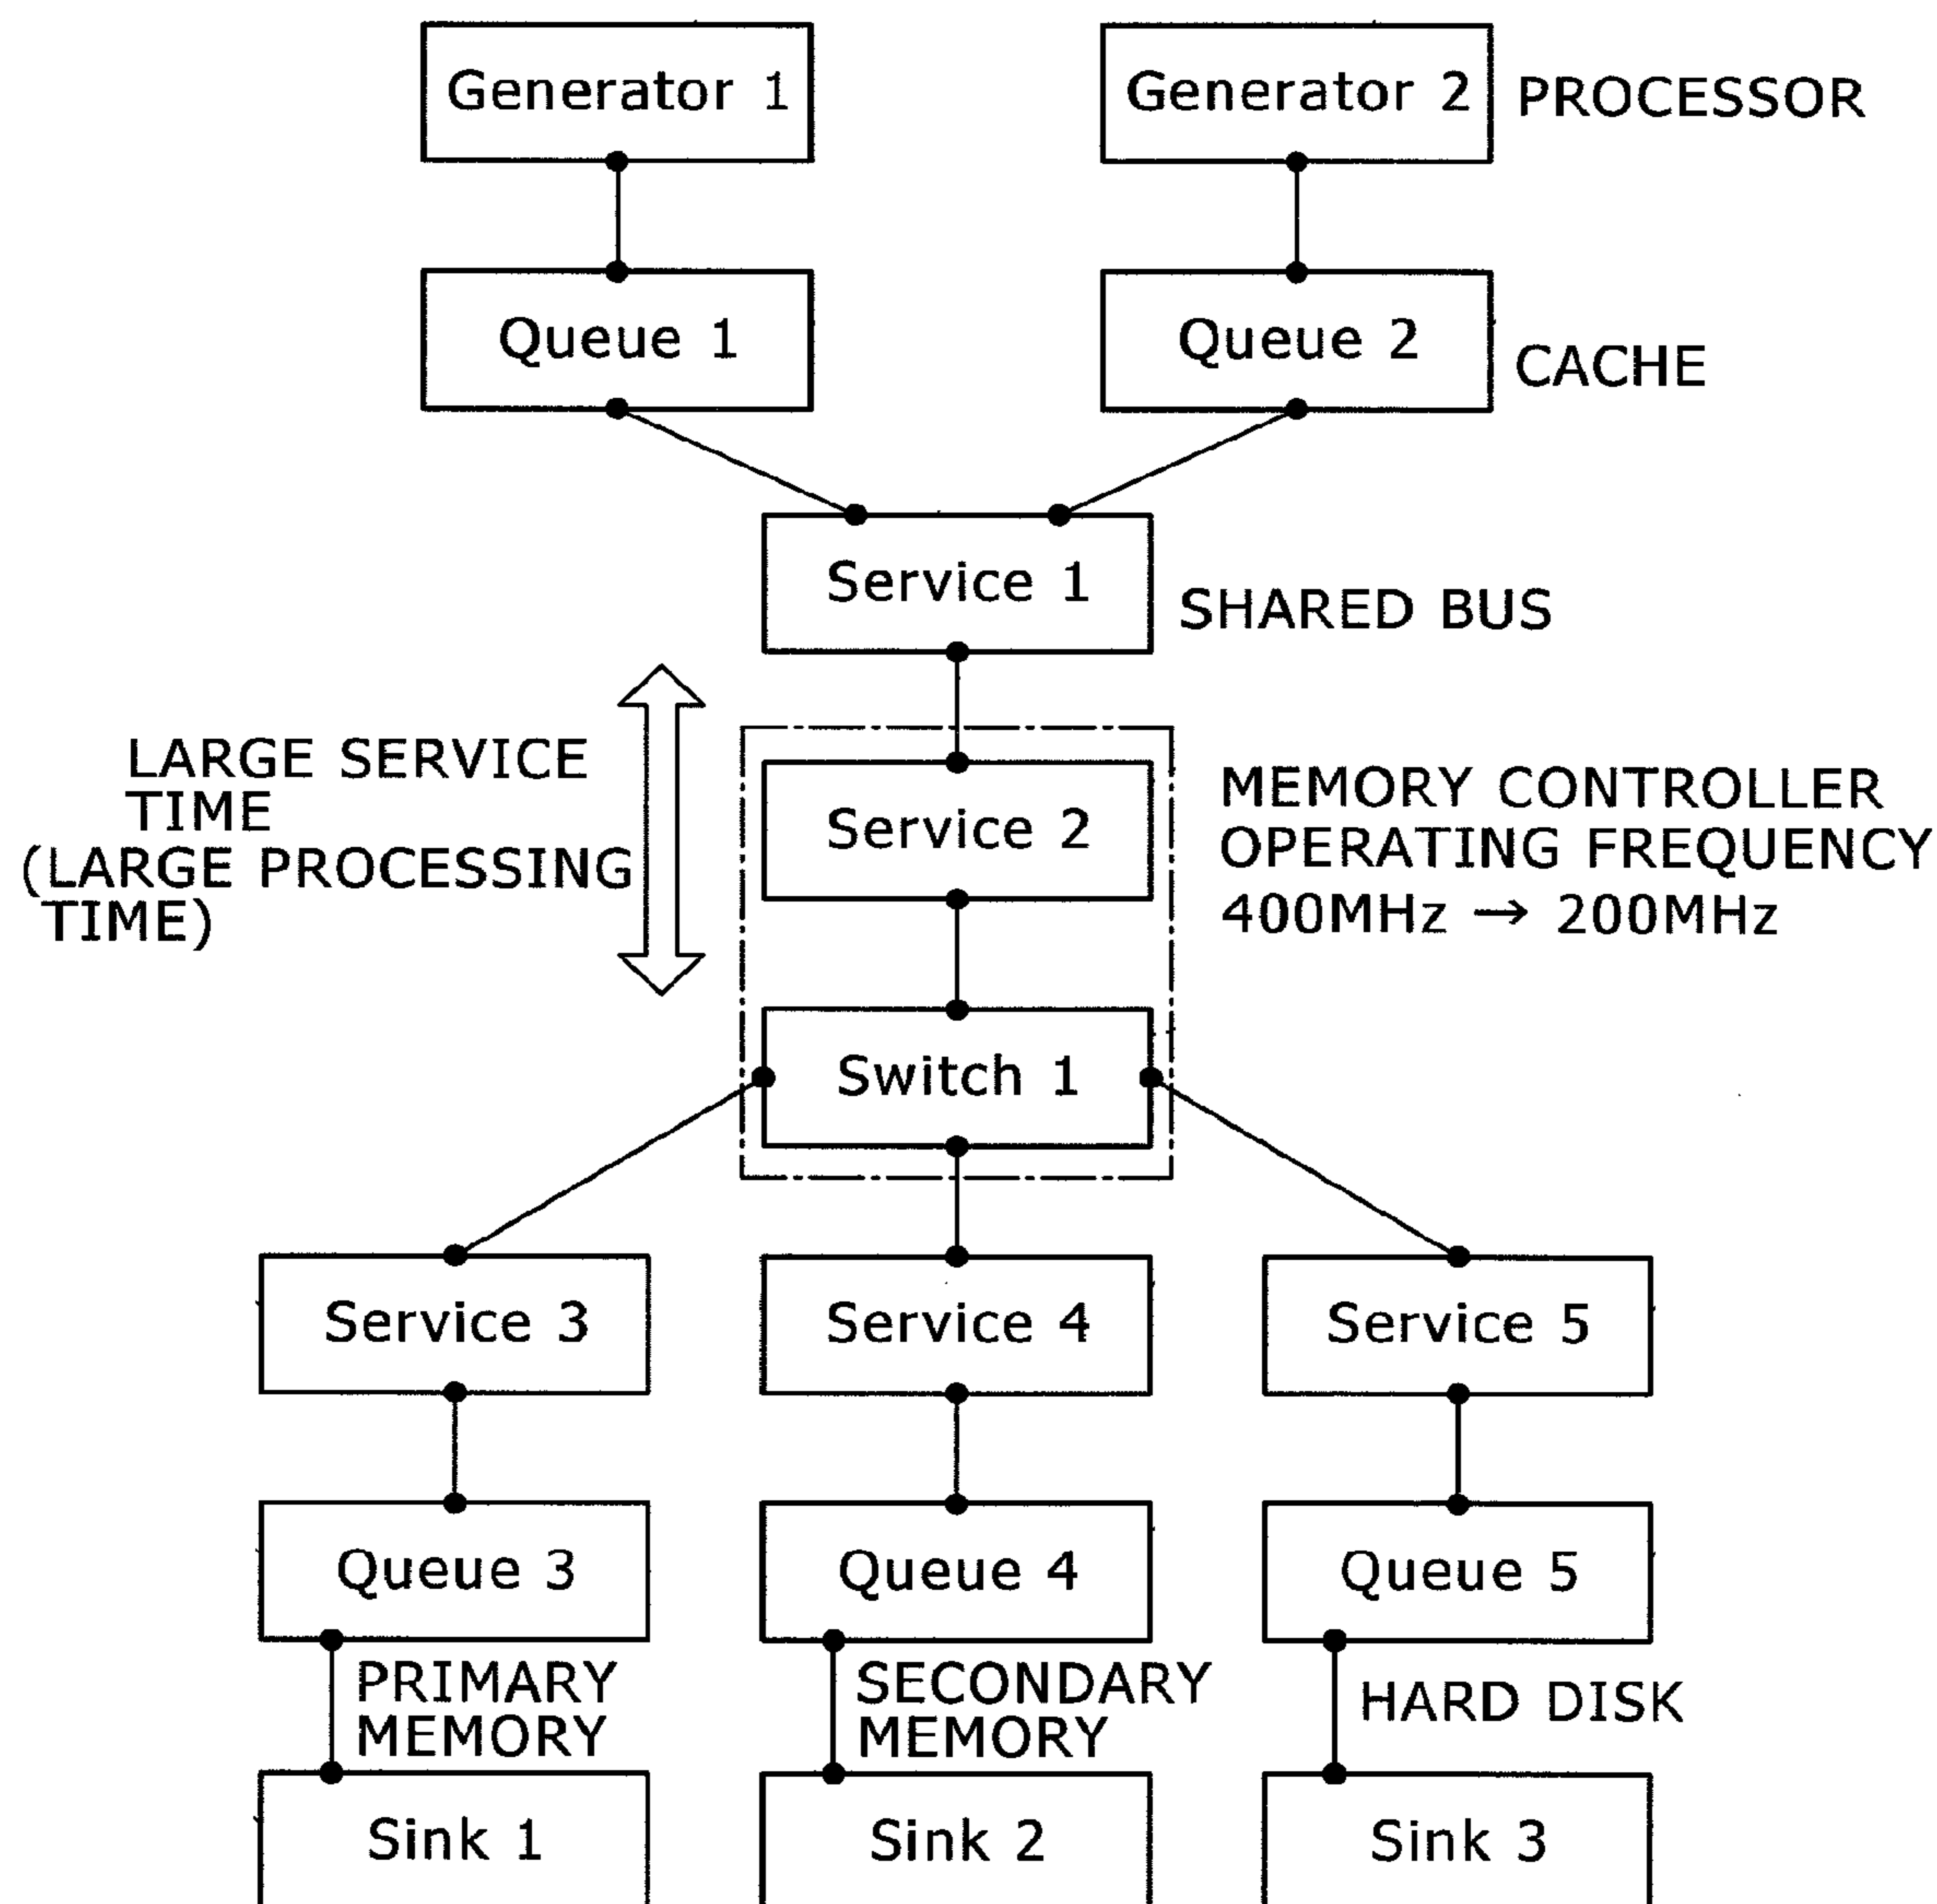 Generator 1
Generator 2
PROCESSOR
Queue 1
Queue 2
CACHE
Service 1
SHARED BUS
LARGE SERVICE
TIME
(LARGE PROCESSING
TIME)
Service 2
MEMORY CONTROLLER
OPERATING FREQUENCY
400MHz → 200MHz
Switch 1
Service 3
Service 4
Service 5
Queue 3
Queue 4
Queue 5
PRIMARY
MEMORY
SECONDARY
MEMORY
HARD DISK
Sink 1
Sink 2
Sink 3